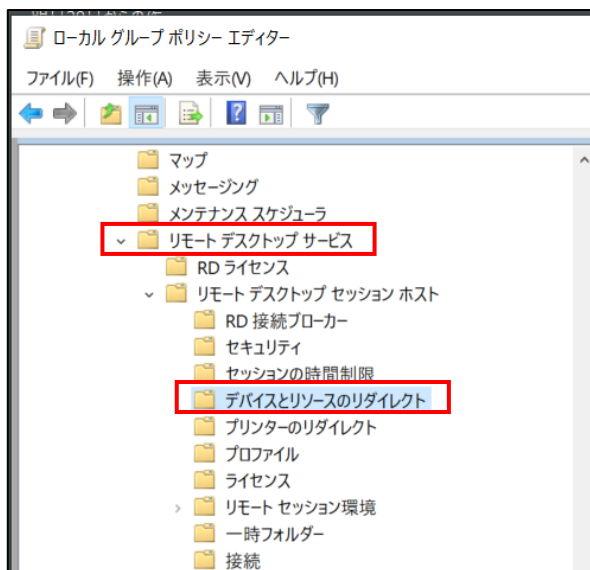 ローカル グループ ポリシー エディター
ファイル(F) 操作(A) 表示(V) ヘルプ(H)
マップ
メッセージング
メンテナンス スケジューラ
リモート デスクトップ サービス
RD ライセンス
リモート デスクトップ セッション ホスト
RD 接続ブローカー
セキュリティ
セッションの時間制限
デバイスとリソースのリダイレクト
プリンターのリダイレクト
プロファイル
ライセンス
リモート セッション環境
一時フォルダー
接続